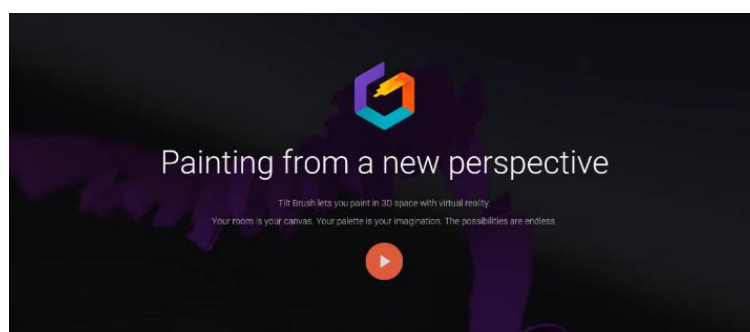 Painting from a new perspective
Tilt Brush lets you paint in 3D space with virtual reality.
Your room is your canvas. Your palette is your imagination. The possibilities are endless.